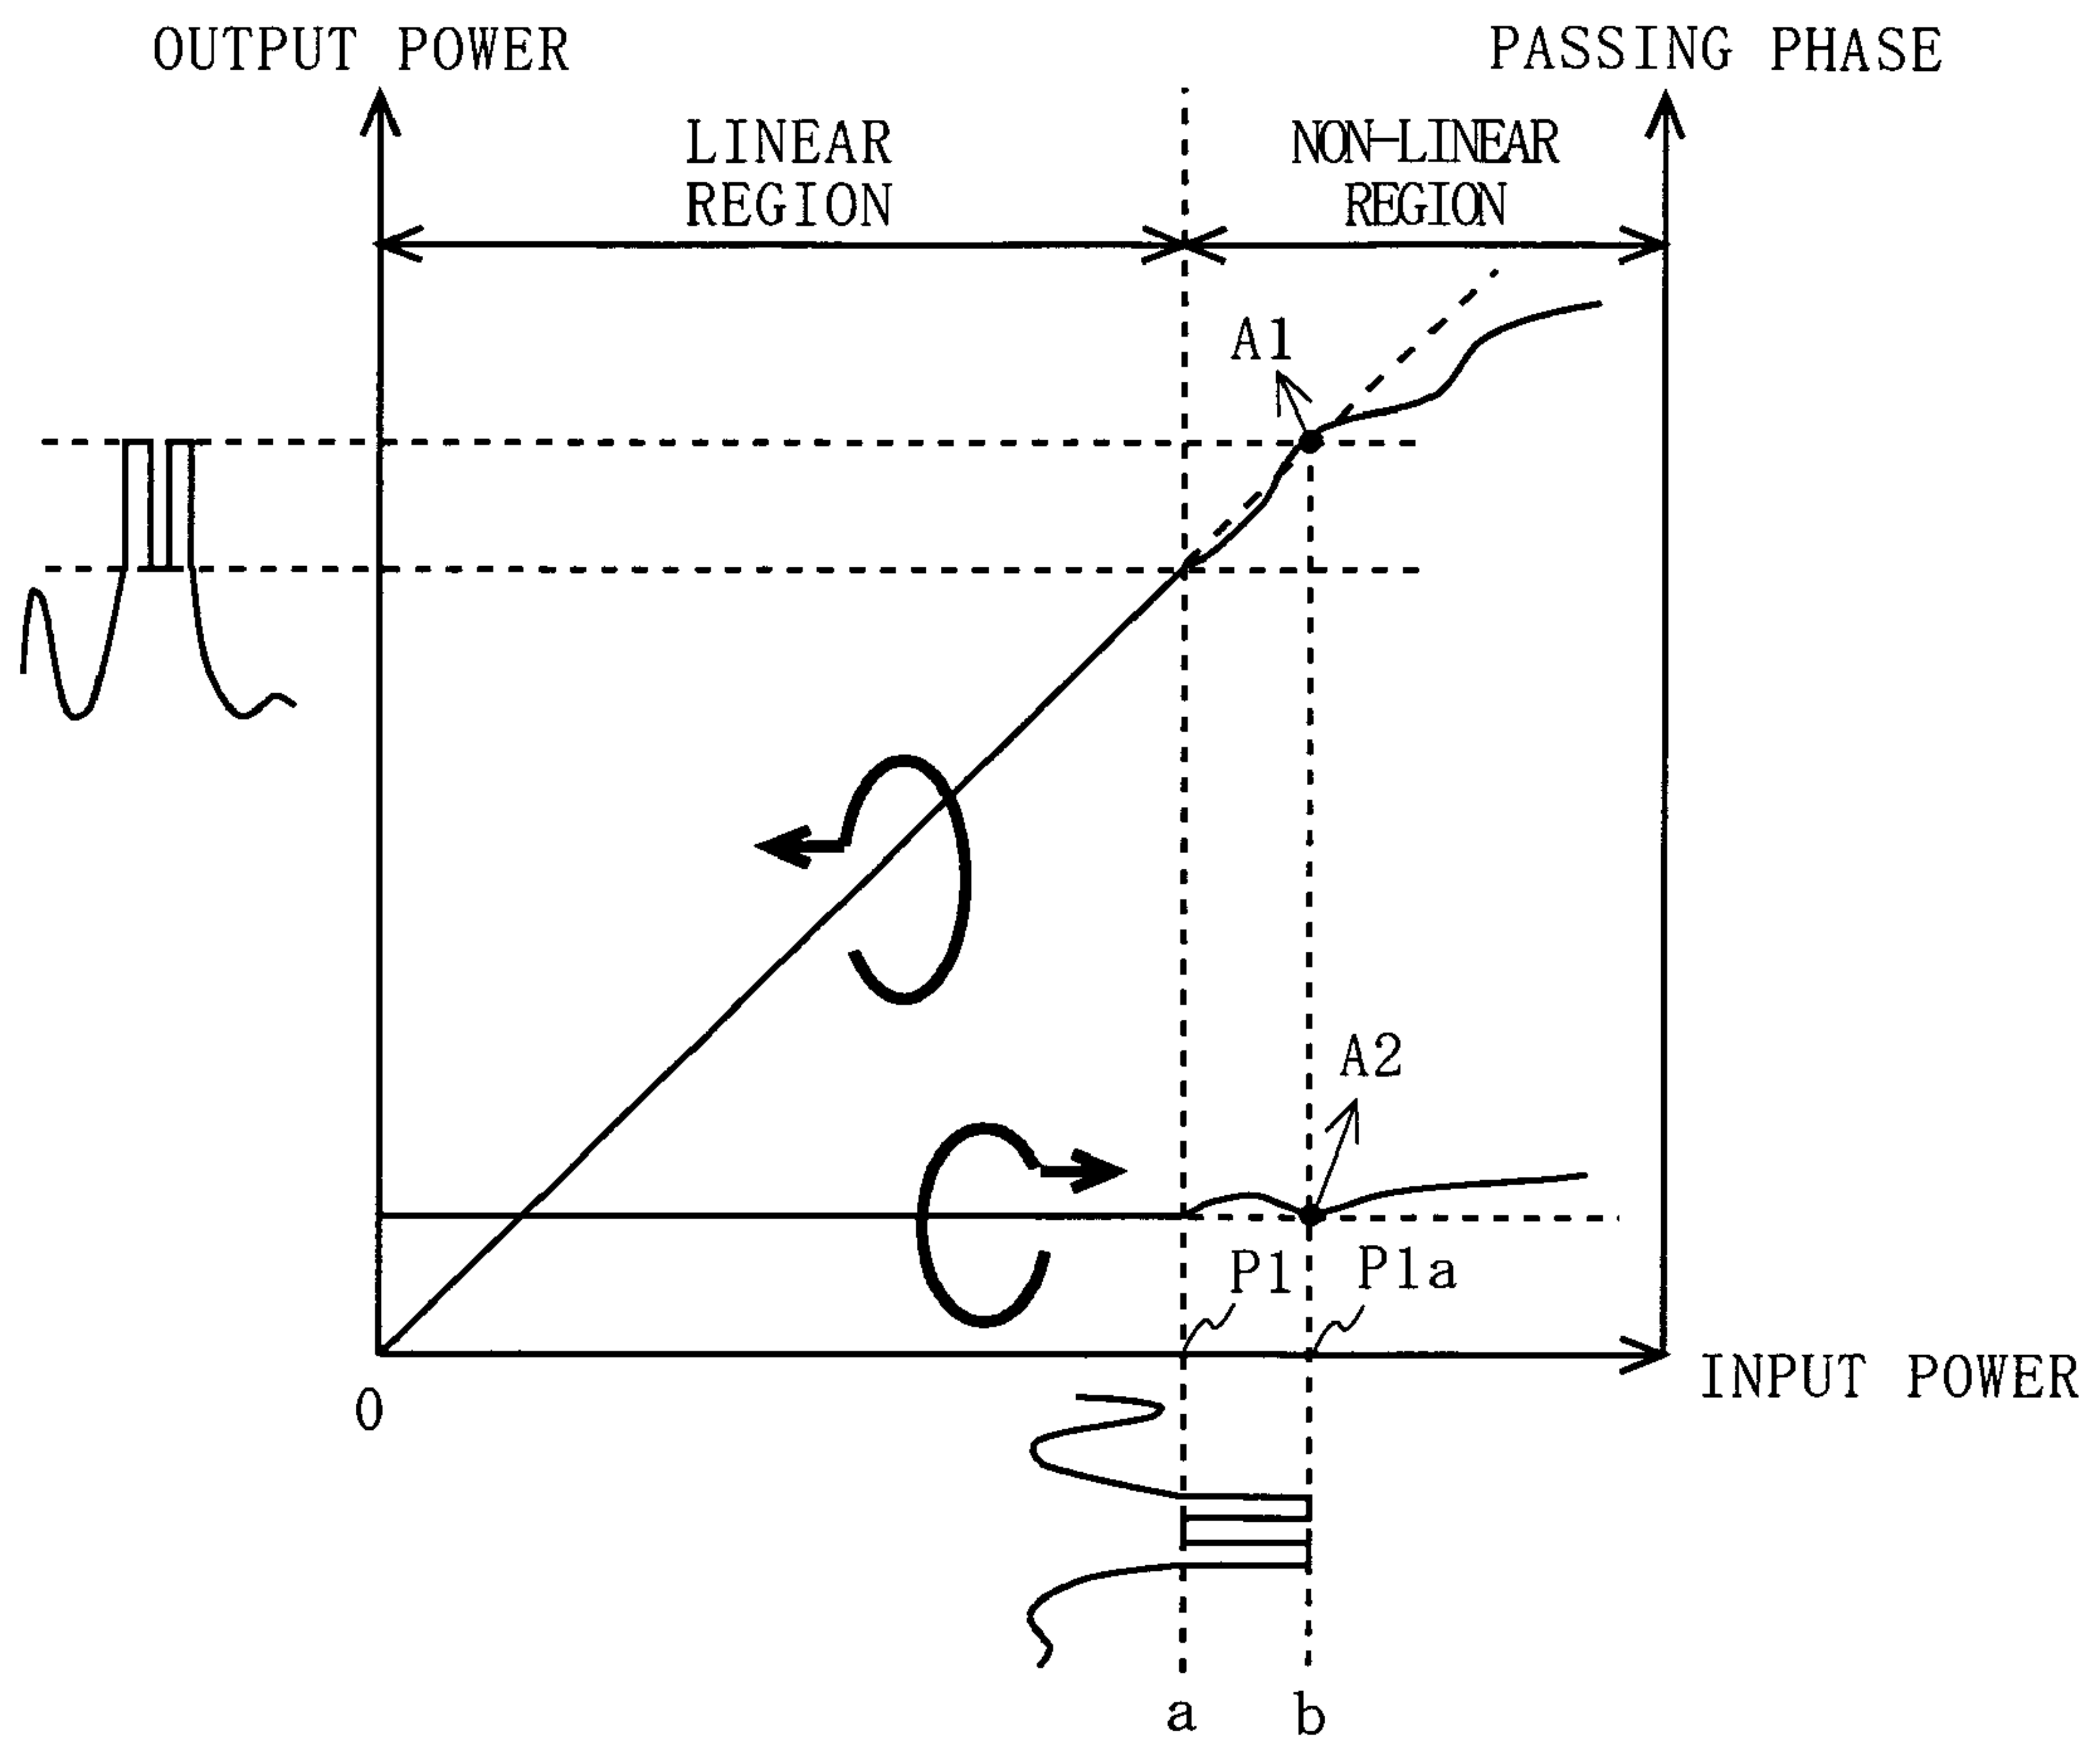 OUTPUT POWER
PASSING PHASE
LINEAR
REGION
NON-LINEAR
REGION
A1
A2
P1
P1a
0
INPUT POWER
a
b